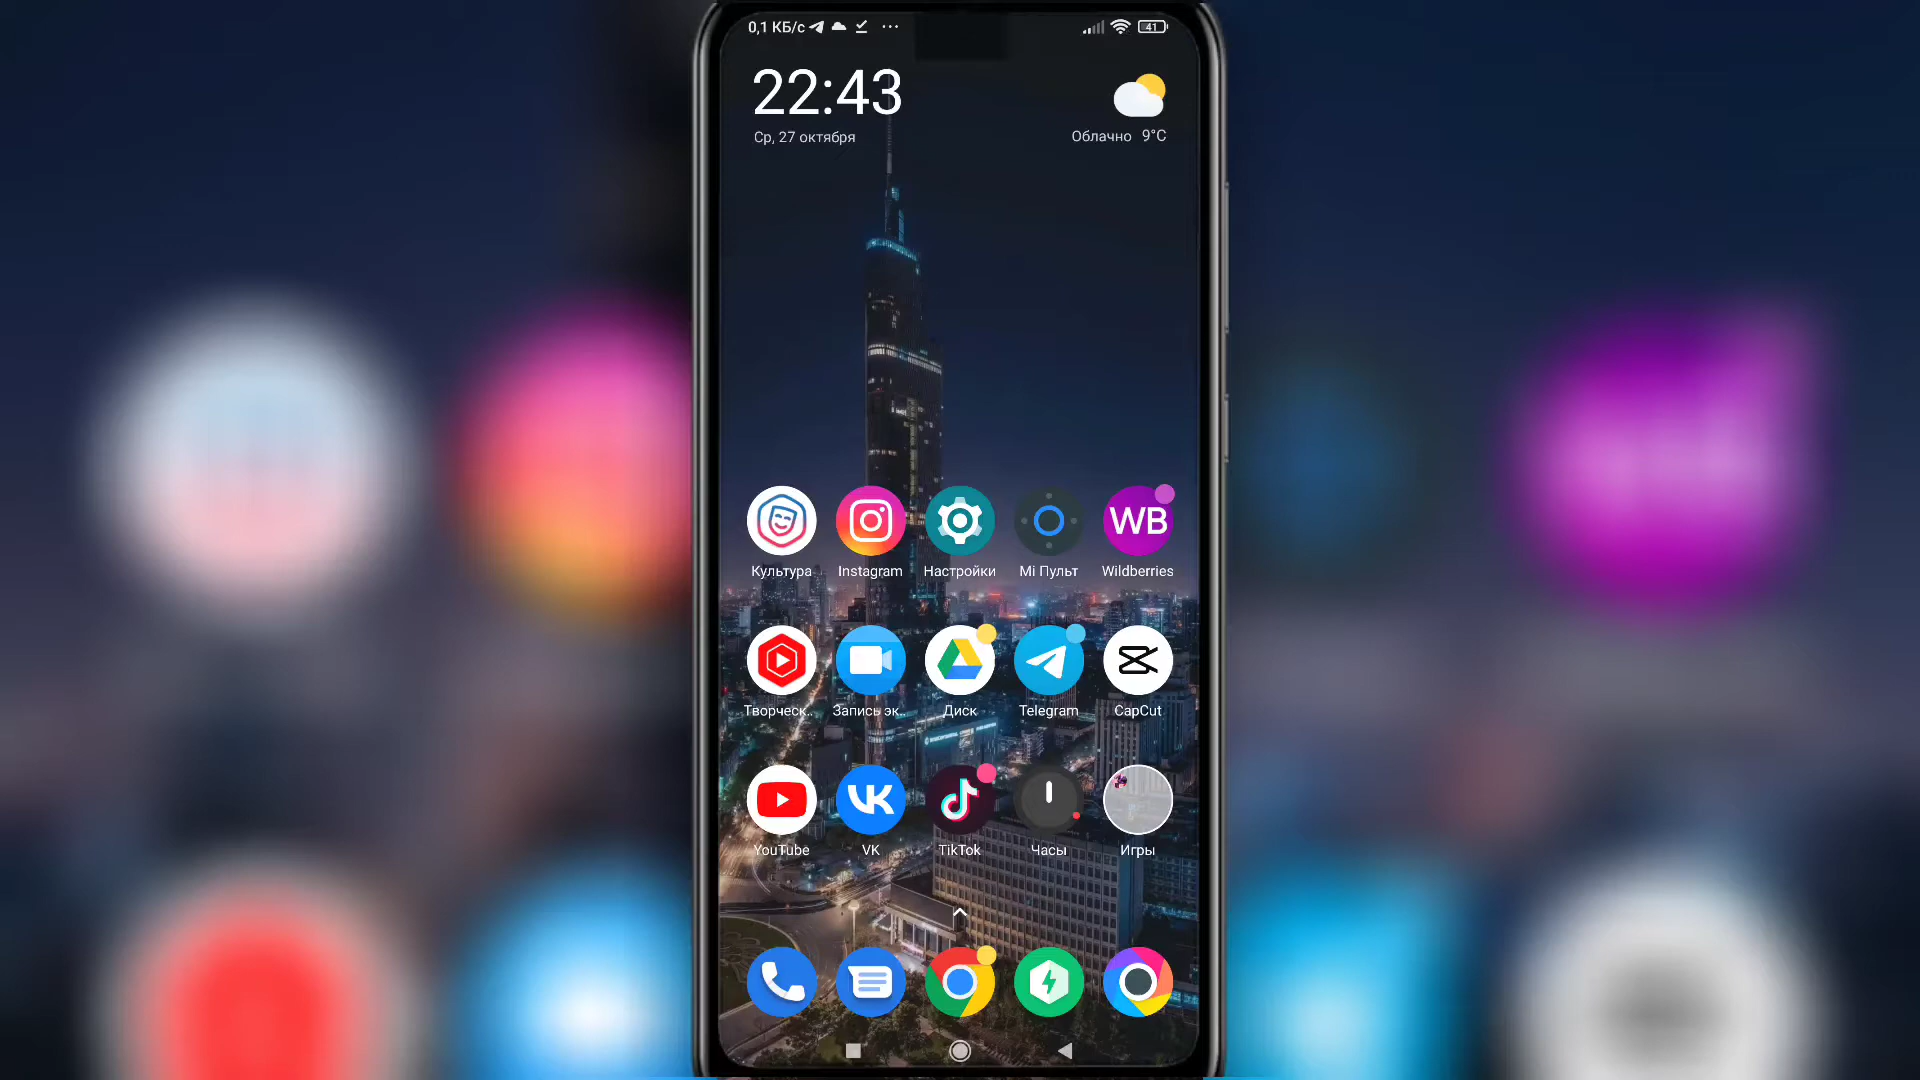 0,1 КБ/с
41
22:43
Ср, 27 октября
Облачно 9°C
WB
Культура
Instagram
Настройки
Mi Пульт
Wildberries
Творческ..
Запись эк..
Диск
Telegram
CapCut
YouTube
VK
TikTok
Часы
Игры